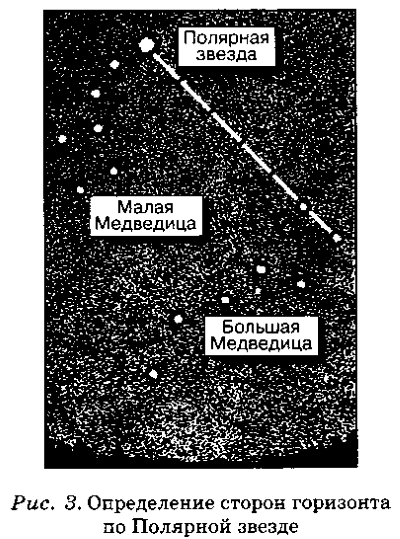 Полярная
звезда
Малая
Медведица
Большая
Медведица
Рис. 3. Определение сторон горизонта
по Полярной звезде